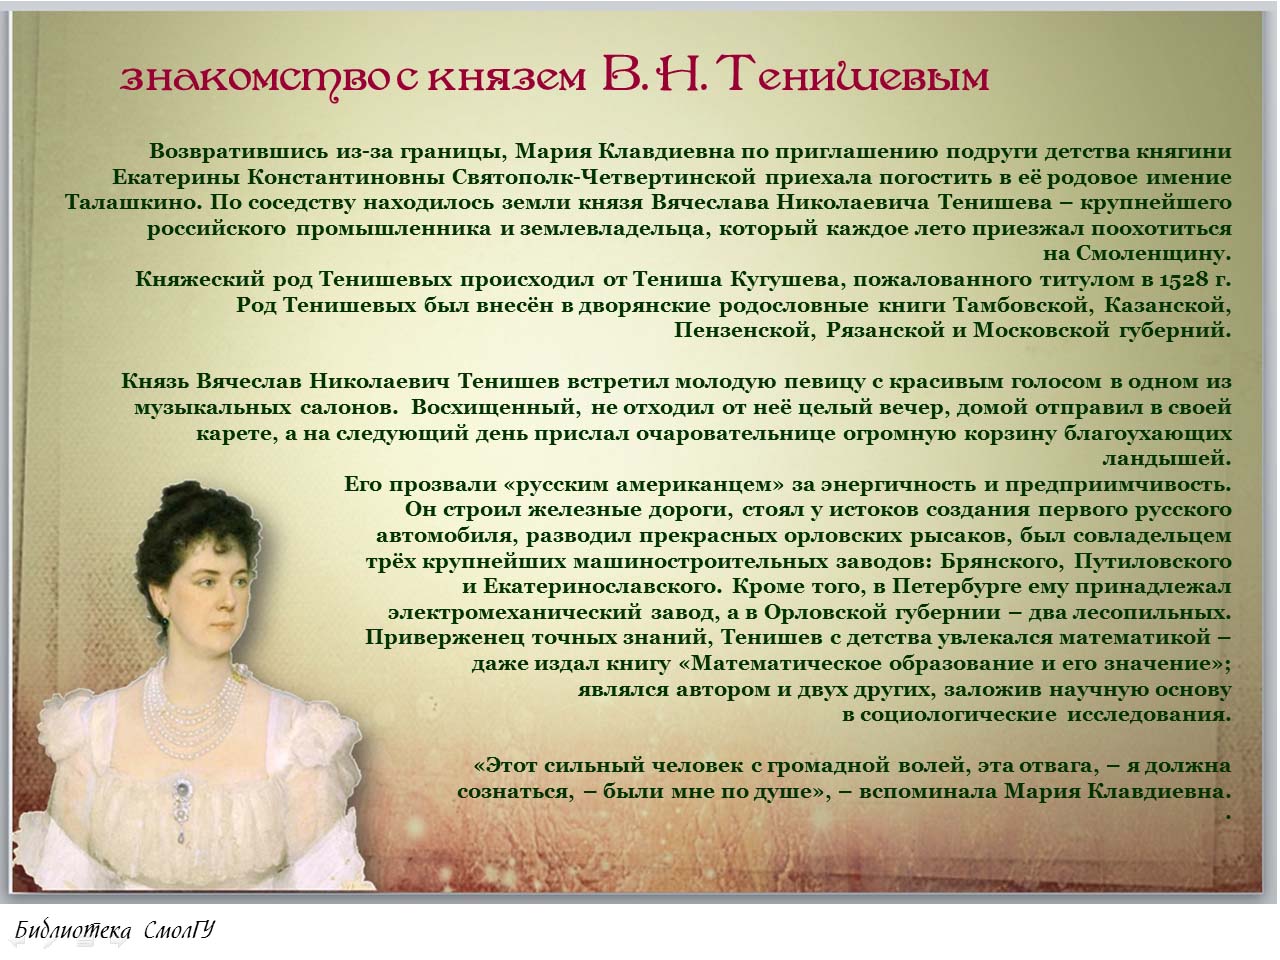 знакомство с князем В. Н. Тенишевым
Возвратившись из-за границы, Мария Клавдиевна по приглашению подруги детства княгини
Екатерины Константиновны Святополк-Четвертинской приехала погостить в её родовое имение
Талашкино. По соседству находилось земли князя Вячеслава Николаевича Тенишева – крупнейшего
российского промышленника и землевладельца, который каждое лето приезжал поохотиться
на Смоленщину.
Княжеский род Тенишевых происходил от Тениша Кугушева, пожалованного титулом в 1528 г.
Род Тенишевых был внесён в дворянские родословные книги Тамбовской, Казанской,
Пензенской, Рязанской и Московской губерний.
Князь Вячеслав Николаевич Тенишев встретил молодую певицу с красивым голосом в одном из
музыкальных салонов. Восхищенный, не отходил от неё целый вечер, домой отправил в своей
карете, а на следующий день прислал очаровательнице огромную корзину благоухающих
ландышей.
Его прозвали «русским американцем» за энергичность и предприимчивость.
Он строил железные дороги, стоял у истоков создания первого русского
автомобиля, разводил прекрасных орловских рысаков, был совладельцем
трёх крупнейших машиностроительных заводов: Брянского, Путиловского
и Екатеринославского. Кроме того, в Петербурге ему принадлежал
электромеханический завод, а в Орловской губернии – два лесопильных.
Приверженец точных знаний, Тенишев с детства увлекался математикой –
даже издал книгу «Математическое образование и его значение»;
являлся автором и двух других, заложив научную основу
в социологические исследования.
«Этот сильный человек с громадной волей, эта отвага, – я должна
сознаться, – были мне по душе», – вспоминала Мария Клавдиевна.
.
Библиотека СмолГУ